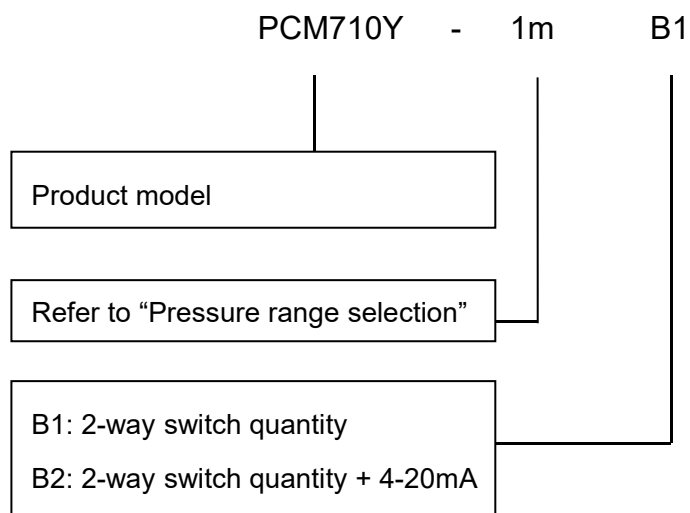 PCM710Y - 1m B1
Product model
Refer to “Pressure range selection”
B1: 2-way switch quantity
B2: 2-way switch quantity + 4-20mA